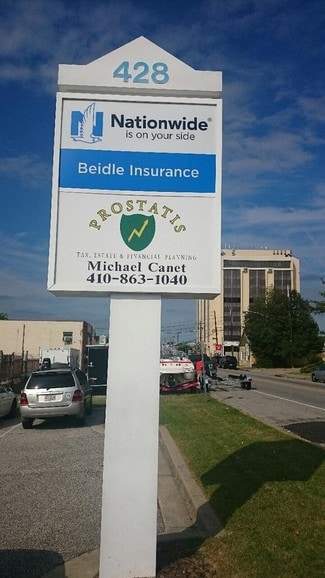 428
Nationwide®
is on your side
Beidle Insurance
PROSTATIS
TAX, ESTATE & FINANCIAL PLANNING
Michael Canet
410-863-1040